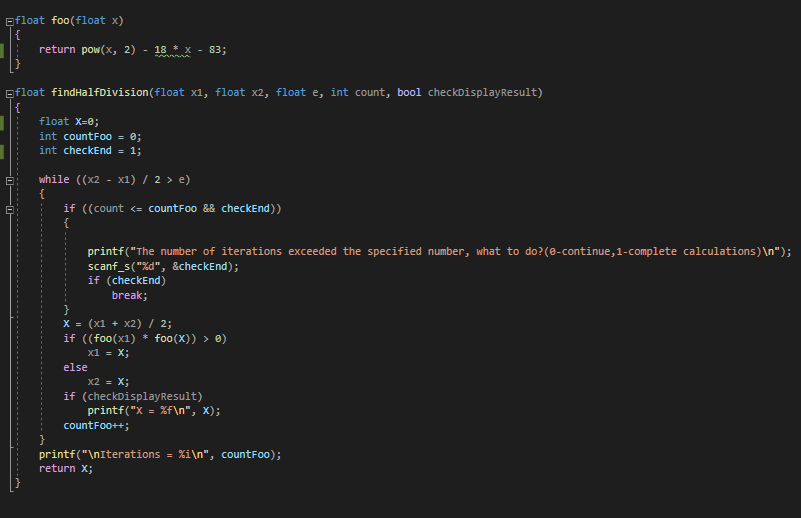 float foo(float x)
{
    return pow(x, 2) - 18 * x - 83;
}
float findHalfDivision(float x1, float x2, float e, int count, bool checkDisplayResult)
{
    float X=0;
    int countFoo = 0;
    int checkEnd = 1;
    while ((x2 - x1) / 2 > e)
    {
        if ((count <= countFoo && checkEnd))
        {
            printf("The number of iterations exceeded the specified number, what to do?(0-continue,1-complete calculations)\n");
            scanf_s("%d", &checkEnd);
            if (checkEnd)
                break;
        }
        X = (x1 + x2) / 2;
        if ((foo(x1) * foo(X)) > 0)
            x1 = X;
        else
            x2 = X;
        if (checkDisplayResult)
            printf("X = %f\n", X);
        countFoo++;
    }
    printf("\nIterations = %i\n", countFoo);
    return X;
}